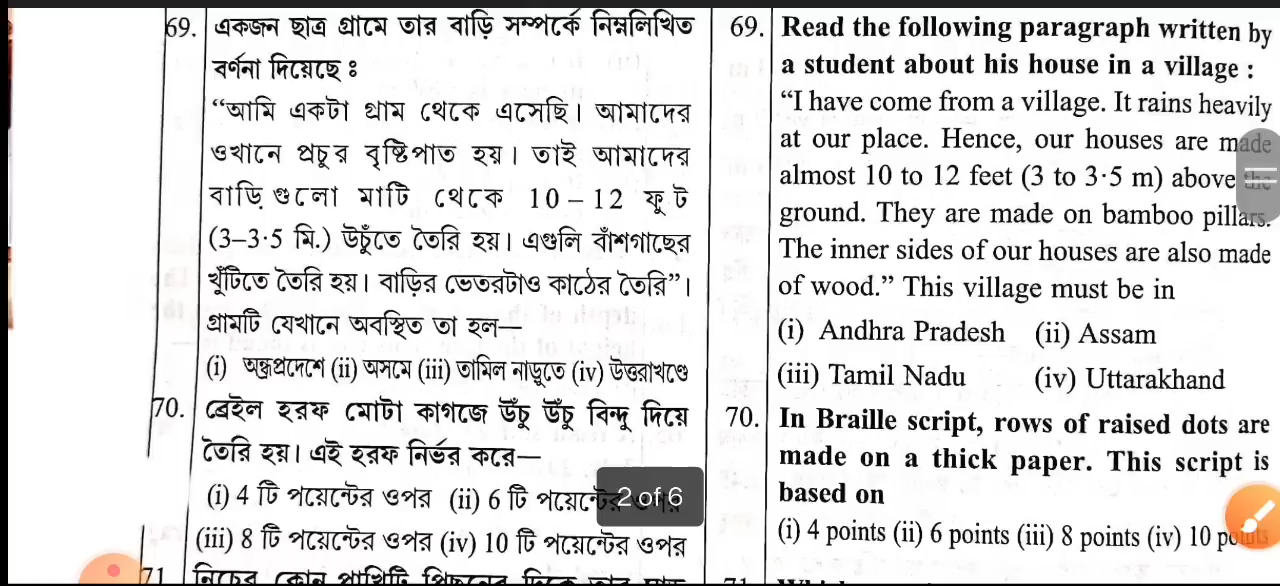 69. একজন ছাত্র গ্রামে তার বাড়ি সম্পর্কে নিম্নলিখিত
বর্ণনা দিয়েছে ঃ
“আমি একটা গ্রাম থেকে এসেছি। আমাদের
ওখানে প্রচুর বৃষ্টিপাত হয়। তাই আমাদের
বাড়িগুলো মাটি থেকে 10 – 12 ফুট
(3–3·5 মি.) উচুঁতে তৈরি হয়। এগুলি বাঁশগাছের
খুঁটিতে তৈরি হয়। বাড়ির ভেতরটাও কাঠের তৈরি”।
গ্রামটি যেখানে অবস্থিত তা হল—
(i) অন্ধ্রপ্রদেশে (ii) অসমে (iii) তামিল নাড়ুতে (iv) উত্তরাখণ্ডে
70. ব্রেইল হরফ মোটা কাগজে উঁচু উঁচু বিন্দু দিয়ে
তৈরি হয়। এই হরফ নির্ভর করে—
(i) 4 টি পয়েন্টের ওপর (ii) 6 টি পয়েন্টের ওপর
(iii) 8 টি পয়েন্টের ওপর (iv) 10 টি পয়েন্টের ওপর
71 নিচের কোন পাখিটি পিছনের দিকে তার
69. Read the following paragraph written by
a student about his house in a village :
“I have come from a village. It rains heavily
at our place. Hence, our houses are made
almost 10 to 12 feet (3 to 3·5 m) above the
ground. They are made on bamboo pillars.
The inner sides of our houses are also made
of wood.” This village must be in
(i) Andhra Pradesh (ii) Assam
(iii) Tamil Nadu (iv) Uttarakhand
70. In Braille script, rows of raised dots are
made on a thick paper. This script is
based on
(i) 4 points (ii) 6 points (iii) 8 points (iv) 10 points
71
2 of 6